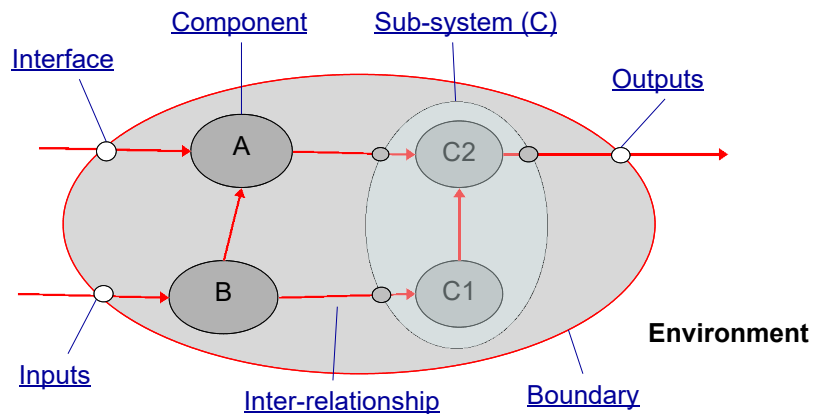 Component
Sub-system (C)
Interface
Outputs
A
C2
B
C1
Environment
Inputs
Inter-relationship
Boundary